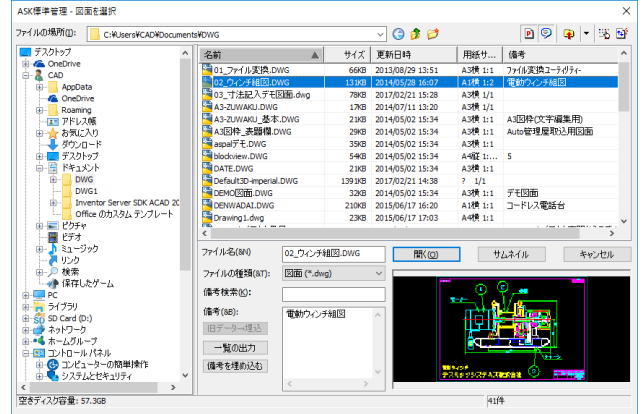 ASK標準管理 - 図面を選択
ファイルの場所(I): C:¥Users¥CAD¥Documents¥DWG
デスクトップ
OneDrive
CAD
AppData
OneDrive
Roaming
アドレス帳
お気に入り
ダウンロード
デスクトップ
ドキュメント
DWG
DWG1
Inventor Server SDK ACAD 20
Office のカスタム テンプレート
ピクチャ
ビデオ
ミュージック
リンク
検索
保存したゲーム
PC
ライブラリ
SD Card (D:)
ネットワーク
ホームグループ
コントロール パネル
コンピューターの簡単操作
システムとセキュリティ
名前 サイズ 更新日時 用紙サ... 備考
01_ファイル変換.DWG 66KB 2013/08/29 13:51 A3横 1:1 ファイル変換ユーティリティ-
02_ウィンチ組図.DWG 131KB 2014/05/28 16:07 A1横 1:2 電動ウィンチ組図
03_寸法記入デモ図面.dwg 78KB 2017/02/21 15:28 A3横 1/1
A3-ZUWAKU.DWG 17KB 2014/07/11 13:20 A3横 1/1
A3-ZUWAKU_基本.DWG 21KB 2014/05/02 15:34 A3横 1:1 A3図枠(文字編集用)
A3図枠_表題欄.DWG 29KB 2014/05/02 15:34 A3横 1:1 Auto管理屋取込用図面
aspalデモ.DWG 35KB 2014/05/02 15:34 A3横 1:1
blockview.DWG 54KB 2014/05/02 15:34 A4縦 1:... 5
DATE.DWG 21KB 2014/05/02 15:34 A3横 1:1
Default3D-imperial.DWG 1391KB 2017/02/21 14:38 ? 1/1
DEMO図面.DWG 32KB 2014/05/02 15:34 A3横 1:1 デモ図面
DENWADAI.DWG 210KB 2015/06/17 16:20 A1横 1:1 コードレス電話台
Drawing1.dwg 23KB 2015/06/17 17:03 A4横 1:1
ファイル名(&N) 02_ウィンチ組図.DWG 開く(O) サムネイル キャンセル
ファイルの種類(&T): 図面 (*.dwg)
備考検索(K):
備考(&B): 電動ウィンチ組図
旧データー埋込
一覧の出力
備考を埋め込む
モーター
電動ウインチ
空きディスク容量: 57.3GB 41件